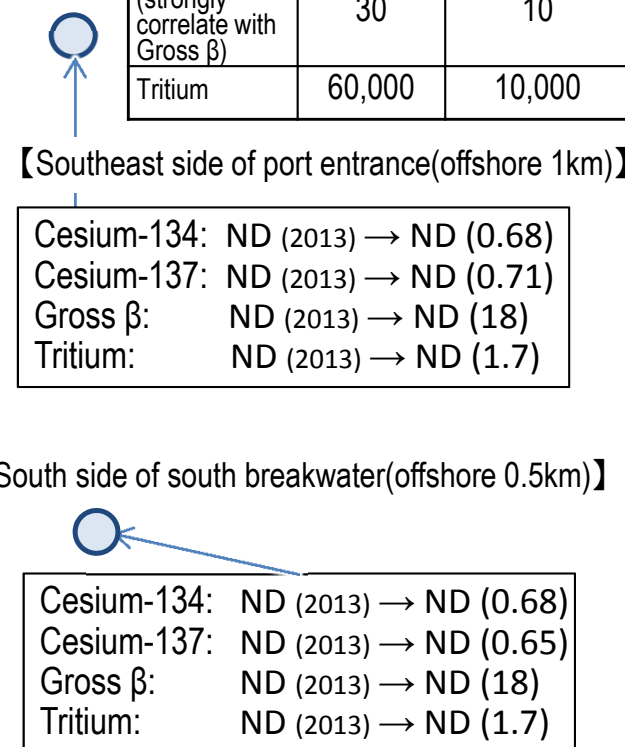 (strongly
correlate with
Gross β)
30
10
Tritium
60,000
10,000
【Southeast side of port entrance(offshore 1km)】
Cesium-134: ND (2013) → ND (0.68)
Cesium-137: ND (2013) → ND (0.71)
Gross β: ND (2013) → ND (18)
Tritium: ND (2013) → ND (1.7)
South side of south breakwater(offshore 0.5km)】
Cesium-134: ND (2013) → ND (0.68)
Cesium-137: ND (2013) → ND (0.65)
Gross β: ND (2013) → ND (18)
Tritium: ND (2013) → ND (1.7)